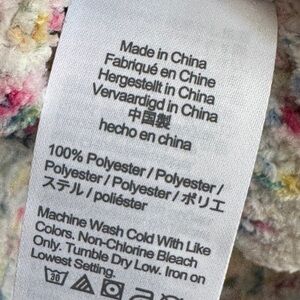 Made in China
Fabriqué en Chine
Hergestellt in China
Vervaardigd in China
中国製
hecho en china
100% Polyester / Polyester /
Polyester / Polyester / ポリエ
ステル / poliéster
Machine Wash Cold With Like
Colors. Non-Chlorine Bleach
Only. Tumble Dry Low. Iron on
Lowest Setting.
30